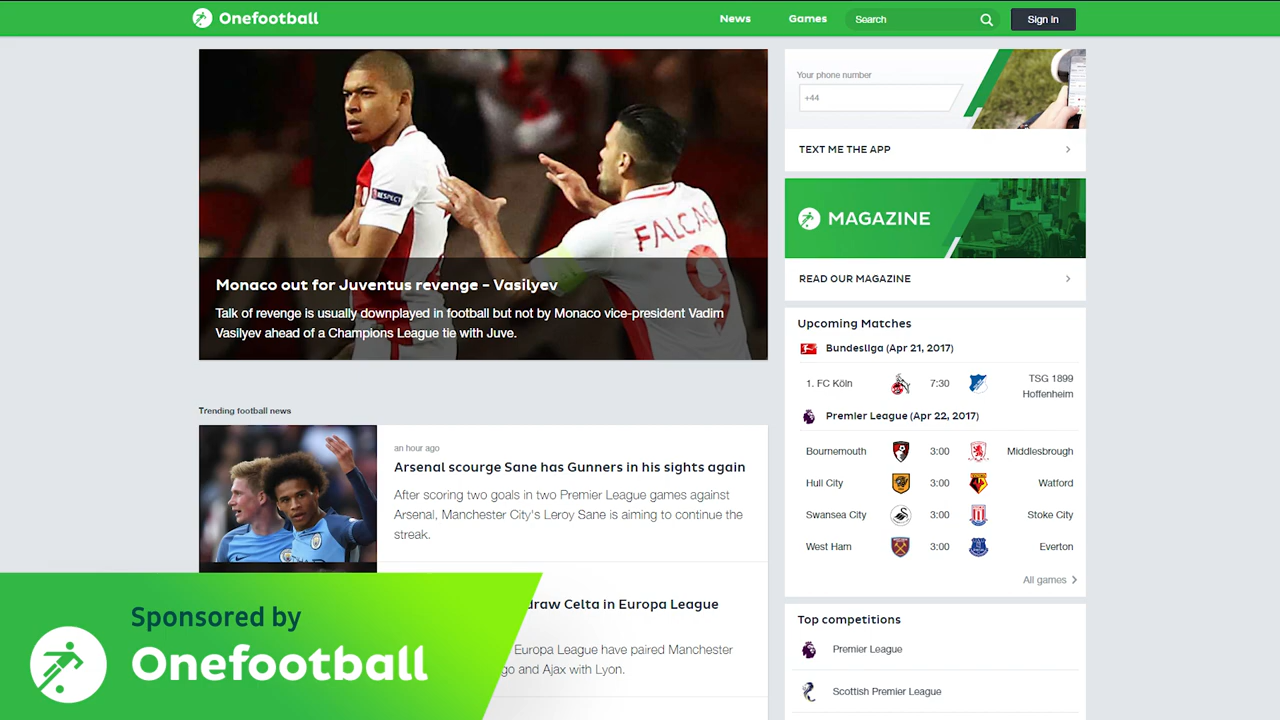 Onefootball
News
Games
Search
Sign in
RESPECT
FALCAO
9
Monaco out for Juventus revenge - Vasilyev
Talk of revenge is usually downplayed in football but not by Monaco vice-president Vadim
Vasilyev ahead of a Champions League tie with Juve.
Your phone number
+44
TEXT ME THE APP
MAGAZINE
READ OUR MAGAZINE
Upcoming Matches
Bundesliga (Apr 21, 2017)
1. FC Köln 7:30 TSG 1899
Hoffenheim
Premier League (Apr 22, 2017)
Bournemouth 3:00 Middlesbrough
Hull City 3:00 Watford
Swansea City 3:00 Stoke City
West Ham 3:00 Everton
All games
Top competitions
Premier League
Scottish Premier League
Trending football news
an hour ago
Arsenal scourge Sane has Gunners in his sights again
After scoring two goals in two Premier League games against
Arsenal, Manchester City's Leroy Sane is aiming to continue the
streak.
draw Celta in Europa League
Europa League have paired Manchester
go and Ajax with Lyon.
Sponsored by
Onefootball